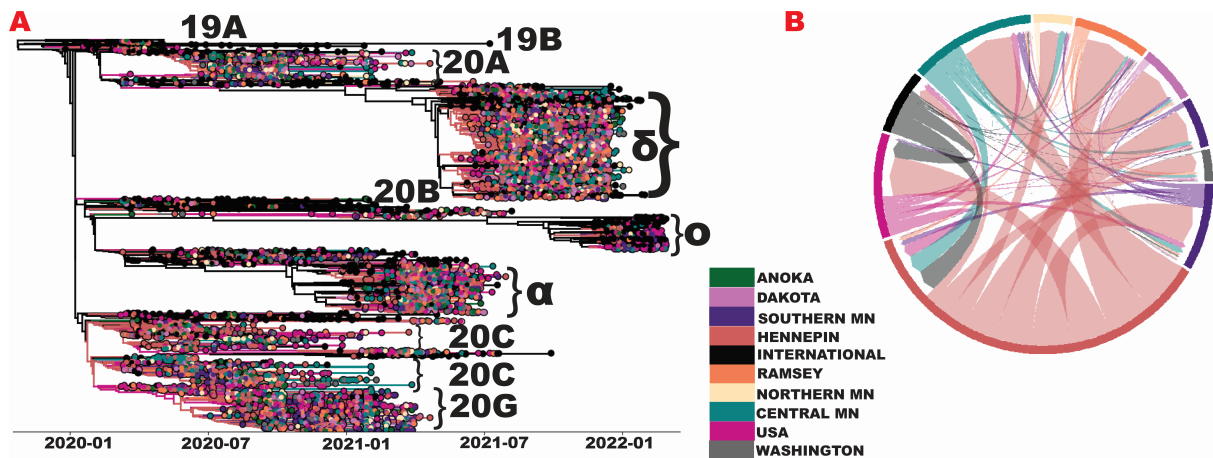 A
19A
19B
20A
δ
20B
o
α
20C
20C
20G
2020-01 2020-07 2021-01 2021-07 2022-01
B
ANOKA
DAKOTA
SOUTHERN MN
HENNEPIN
INTERNATIONAL
RAMSEY
NORTHERN MN
CENTRAL MN
USA
WASHINGTON